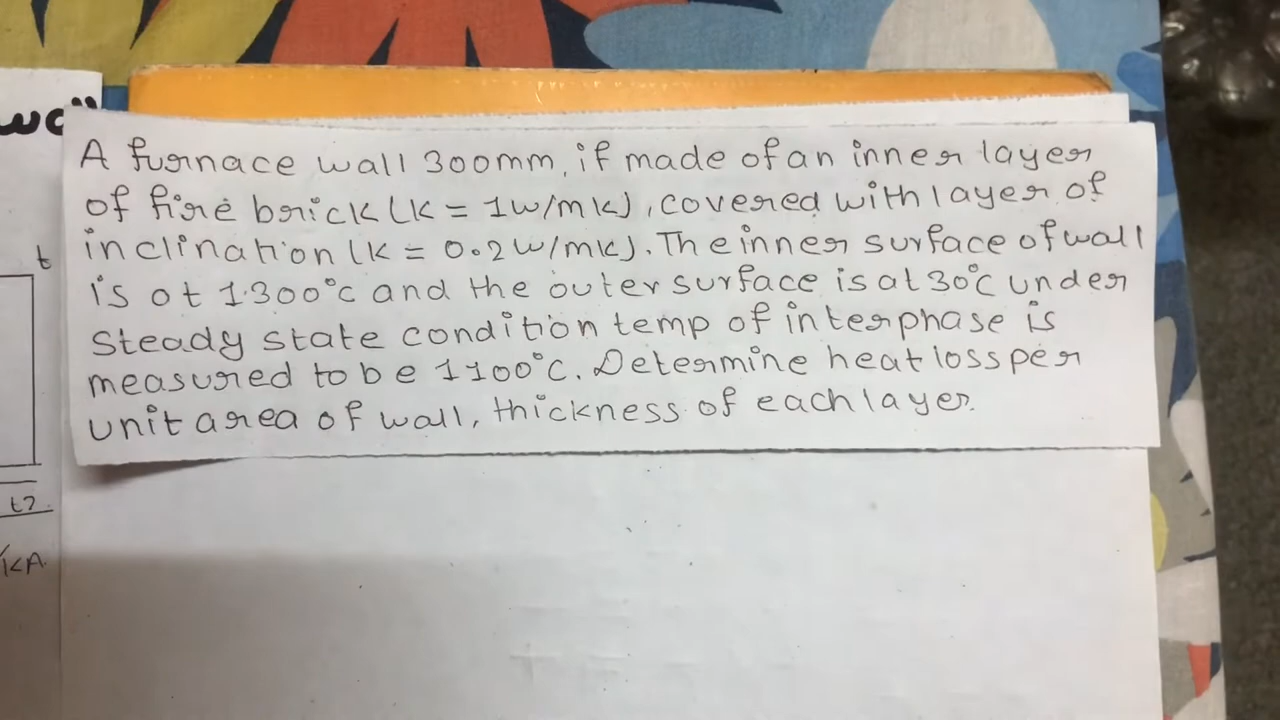 wall
A furnace wall 300mm, if made of an inner layer
of fire brick (k = 1w/mk), covered with layer of
inclination (k = 0.2w/mk). The inner surface of wall
is at 1300°c and the outer surface is at 30°c under
steady state condition temp of interphase is
measured to be 1100°c. Determine heat loss per
unit area of wall, thickness of each layer.
t
t2
KA